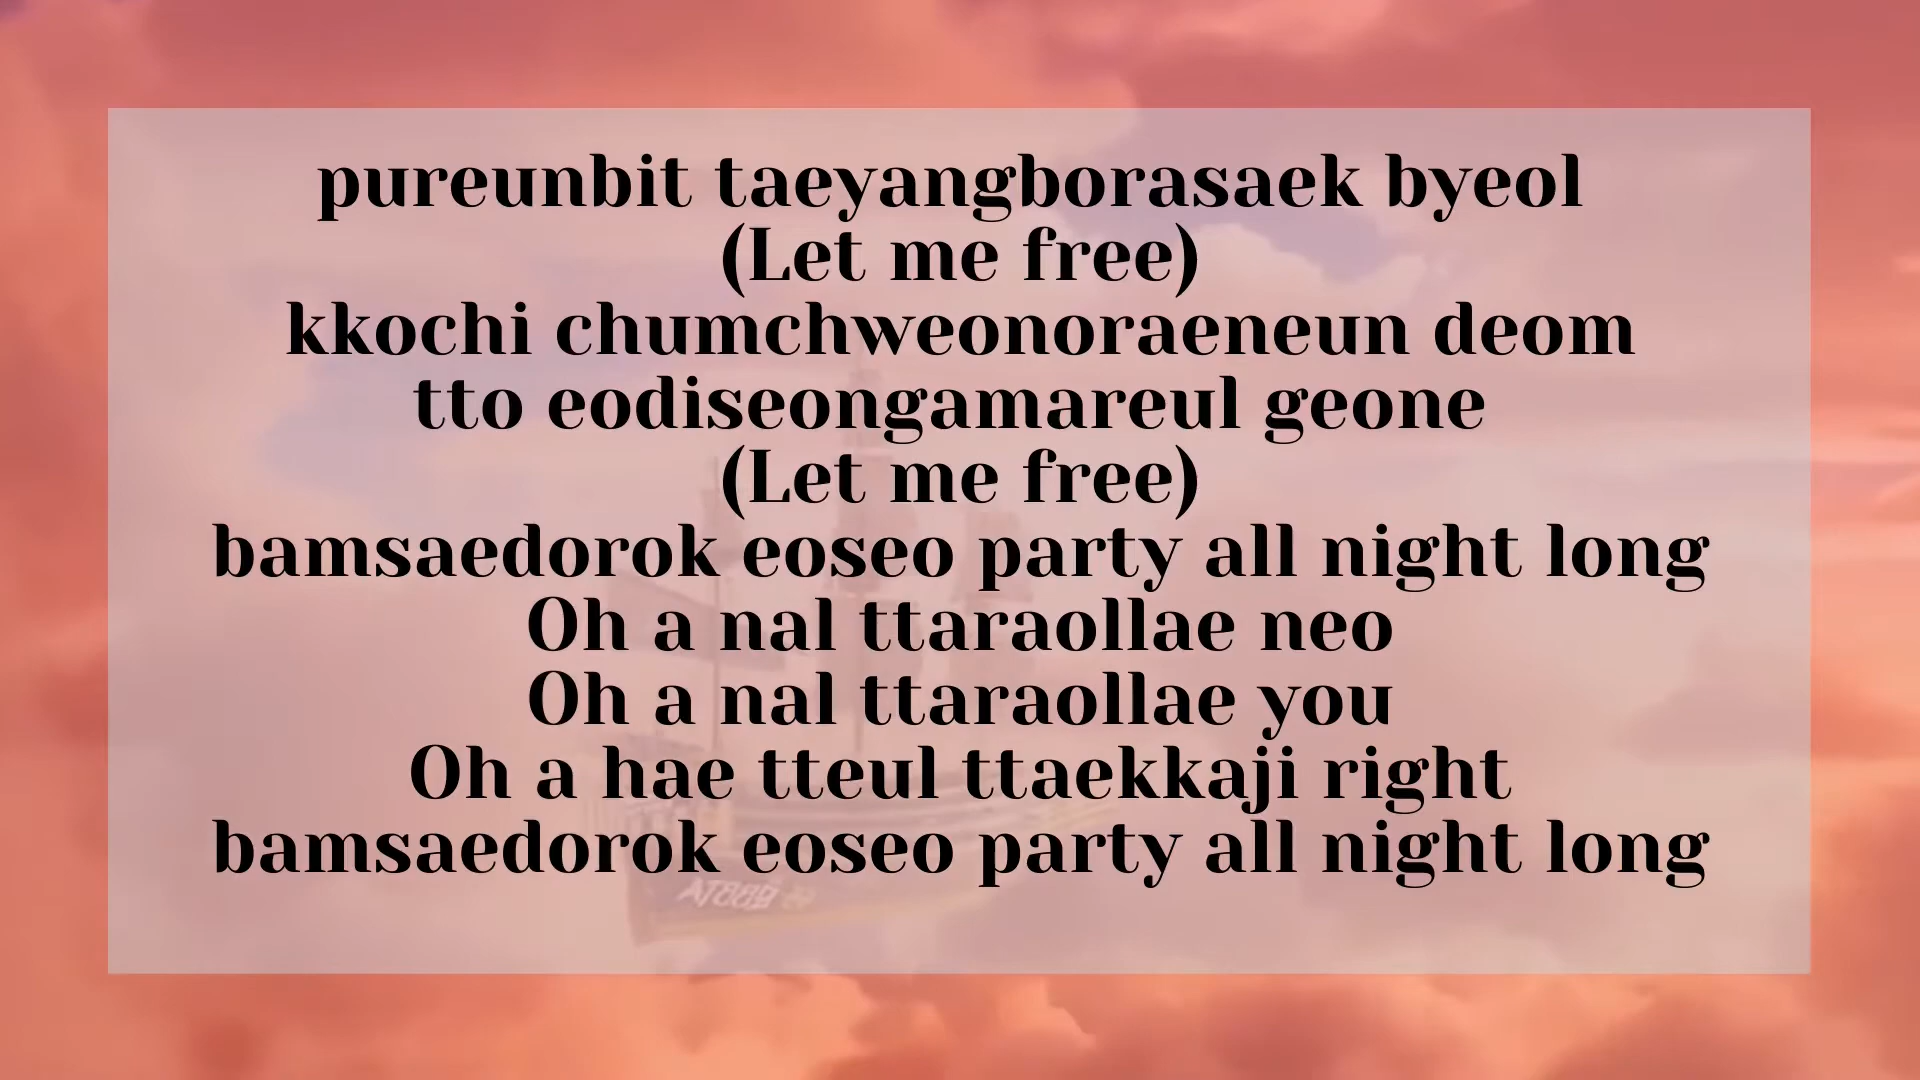 pureunbit taeyangborasaek byeol
(Let me free)
kkochi chumchweonoraeneun deom
tto eodiseongamareul geone
(Let me free)
bamsaedorok eoseo party all night long
Oh a nal ttaraollae neo
Oh a nal ttaraollae you
Oh a hae tteul ttaekkaji right
bamsaedorok eoseo party all night long